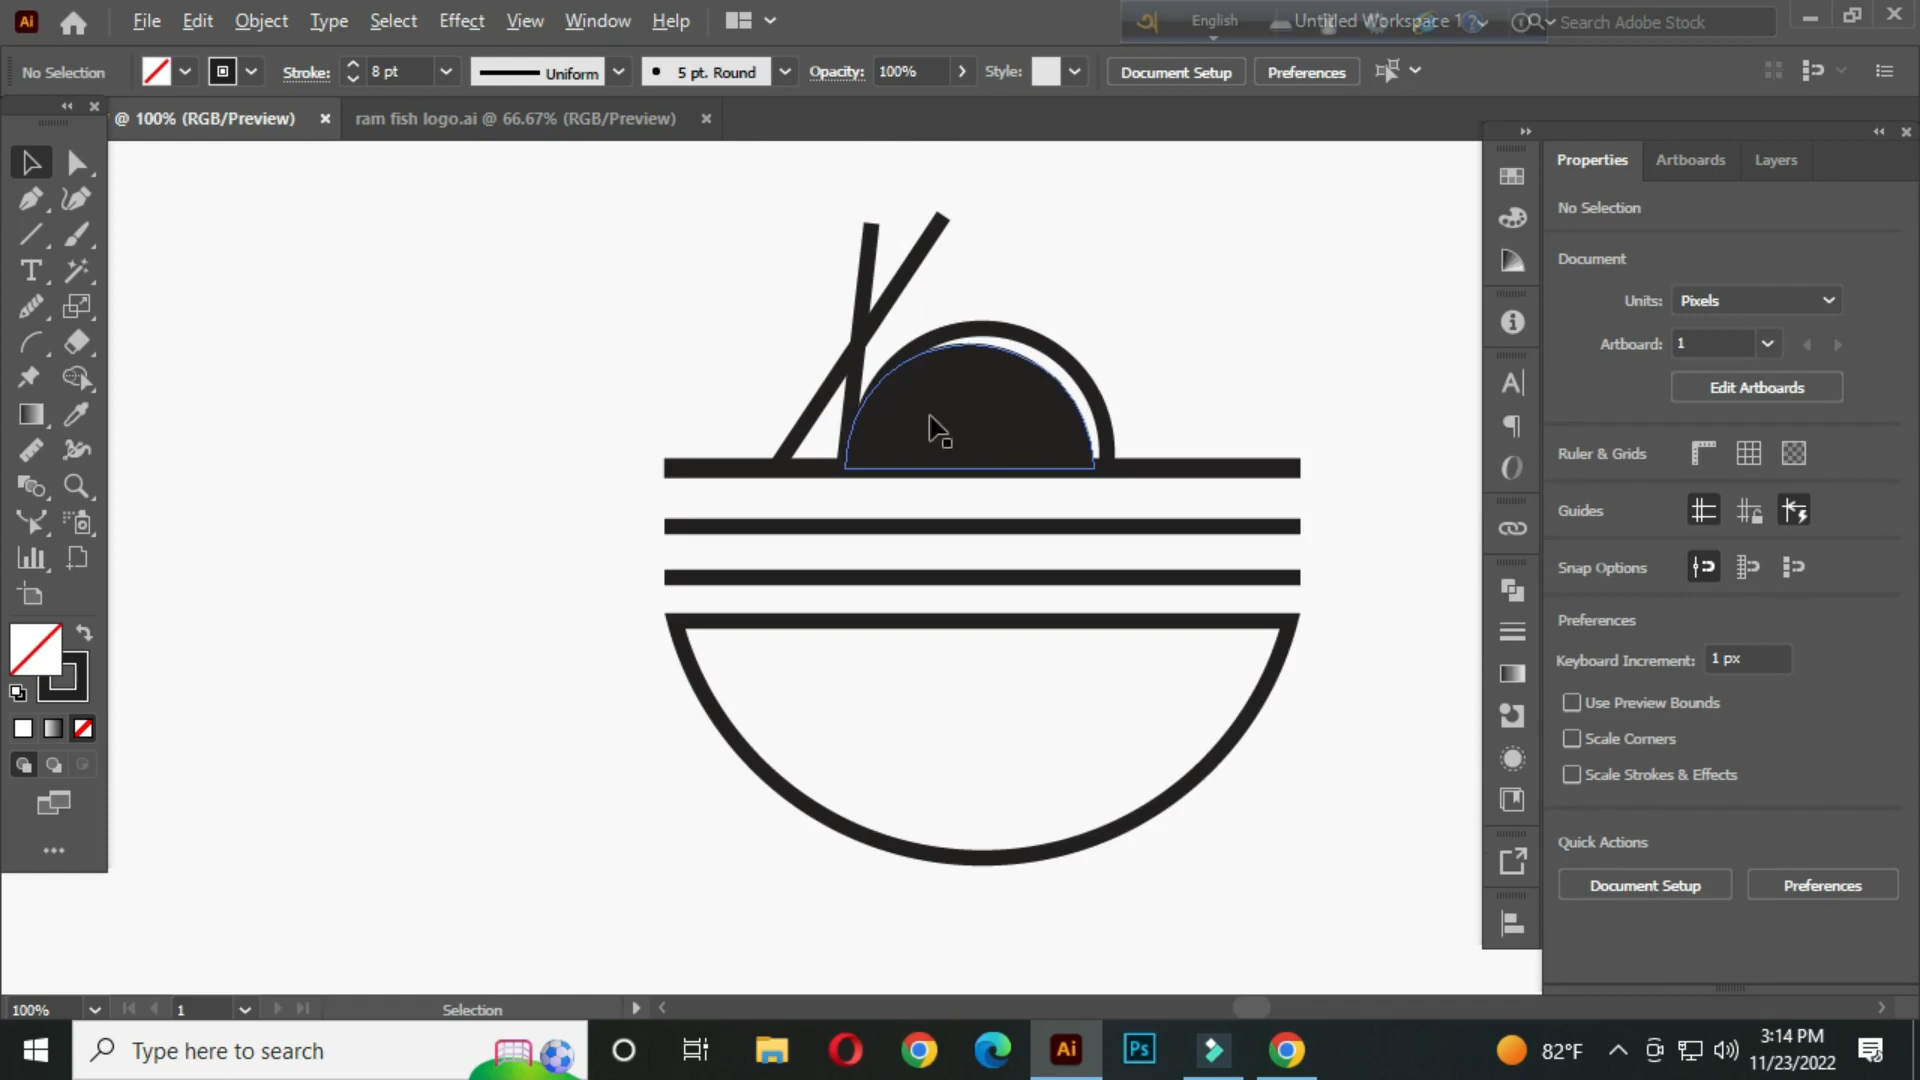 Ai File Edit Object Type Select Effect View Window Help English Untitled Workspace 1 Search Adobe Stock
No Selection Stroke: 8 pt Uniform 5 pt. Round Opacity: 100% Style: Document Setup Preferences
@ 100% (RGB/Preview) ram fish logo.ai @ 66.67% (RGB/Preview)
Properties Artboards Layers
No Selection
Document
Units: Pixels
Artboard: 1
Edit Artboards
Ruler & Grids
Guides
Snap Options
Preferences
Keyboard Increment: 1 px
Use Preview Bounds
Scale Corners
Scale Strokes & Effects
Quick Actions
Document Setup Preferences
100% 1 Selection
Type here to search Ai Ps 82°F 3:14 PM
11/23/2022